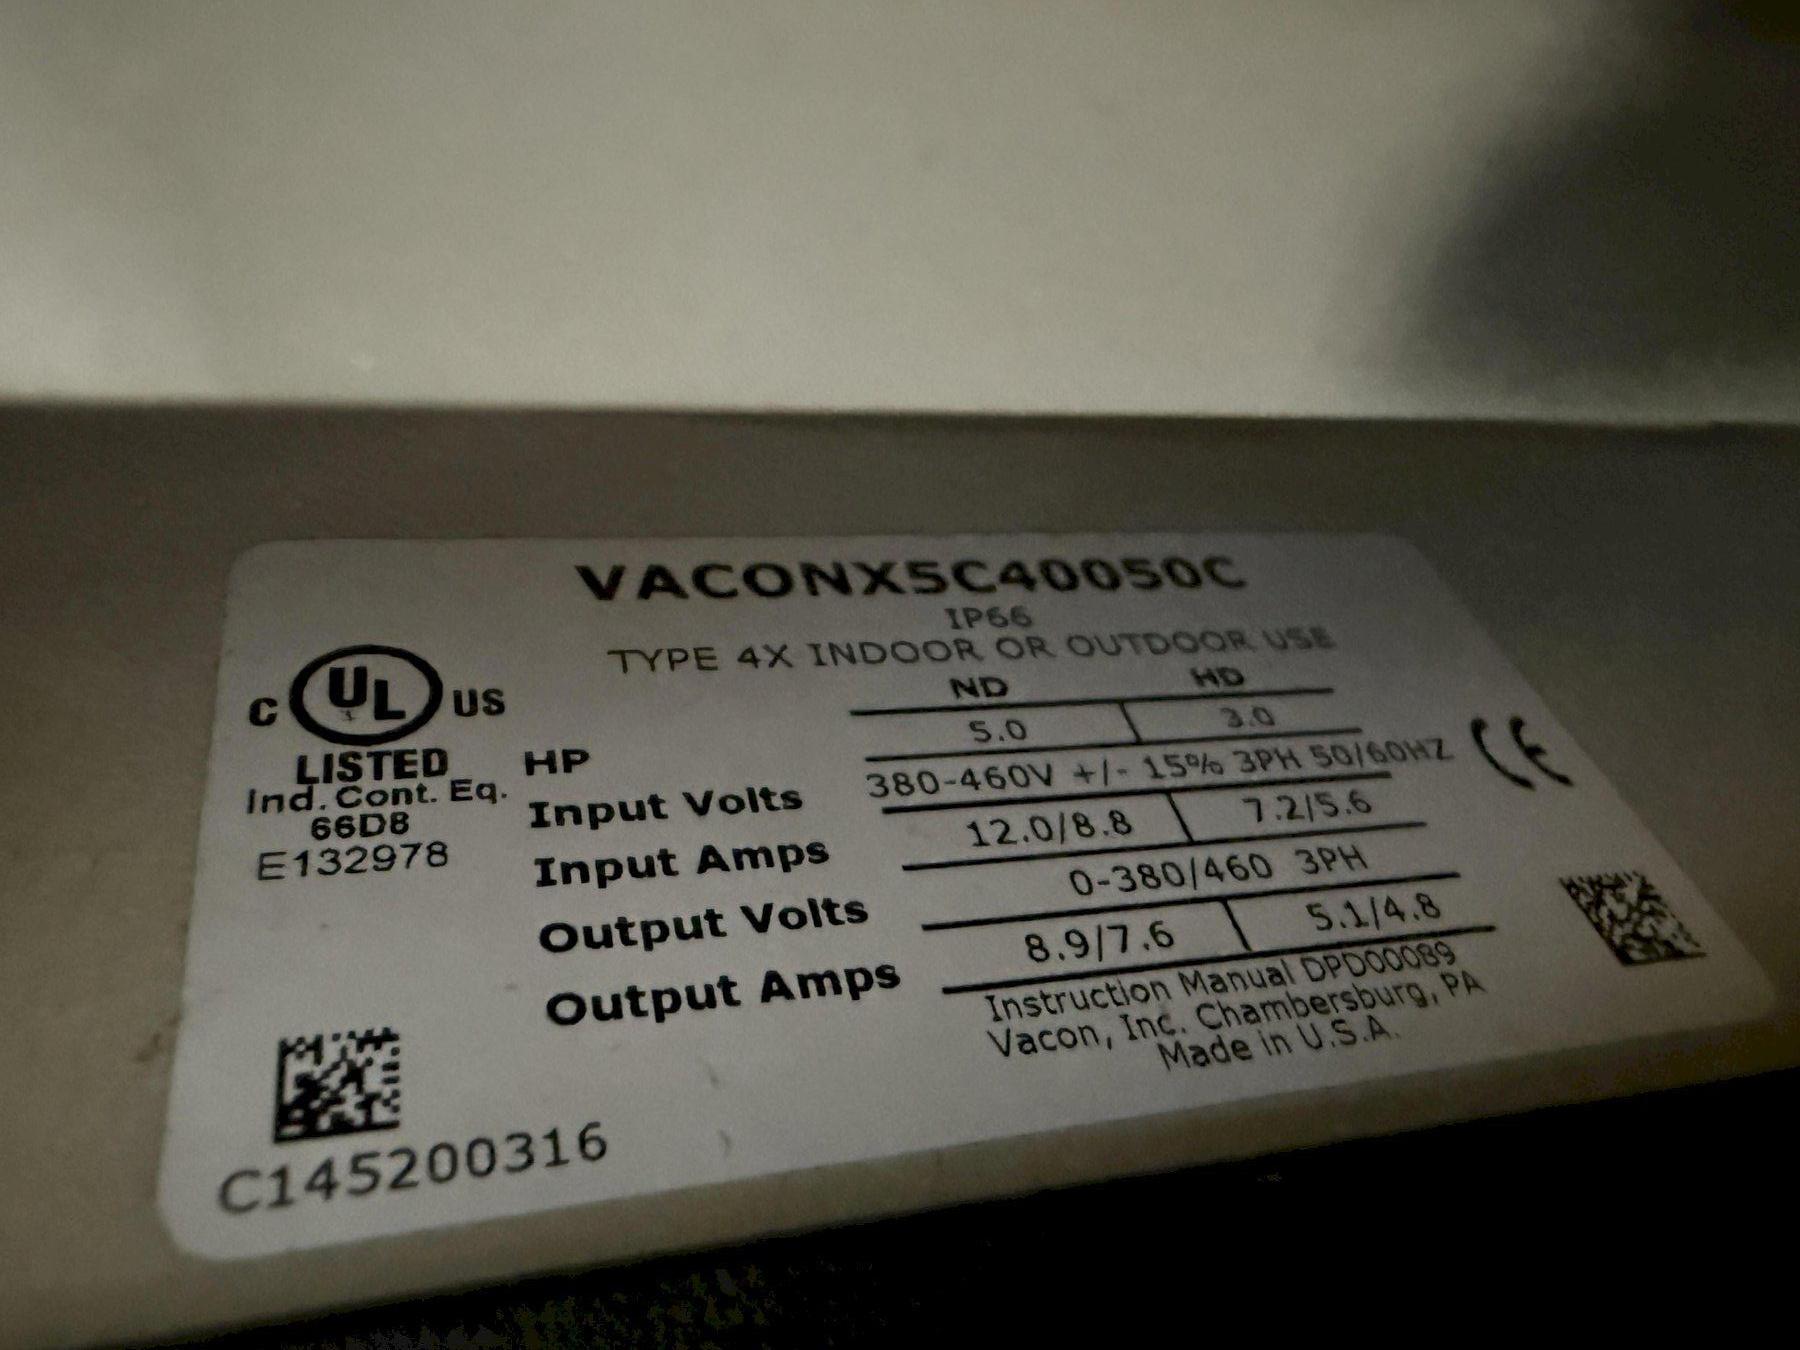 VACONX5C40050C
IP66
TYPE 4X INDOOR OR OUTDOOR USE
ND HD
HP 5.0 3.0
Input Volts 380-460V +/- 15% 3PH 50/60HZ
Input Amps 12.0/8.8 7.2/5.6
Output Volts 0-380/460 3PH
Output Amps 8.9/7.6 5.1/4.8
Instruction Manual DPD00089
Vacon, Inc. Chambersburg, PA
Made in U.S.A.
C UL US
LISTED
Ind. Cont. Eq.
66D8
E132978
CE
C145200316